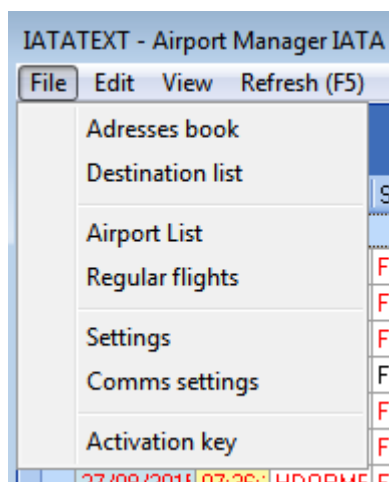 IATATEXT - Airport Manager IATA
File Edit View Refresh (F5)
Adresses book
Destination list
Airport List
Regular flights
Settings
Comms settings
Activation key